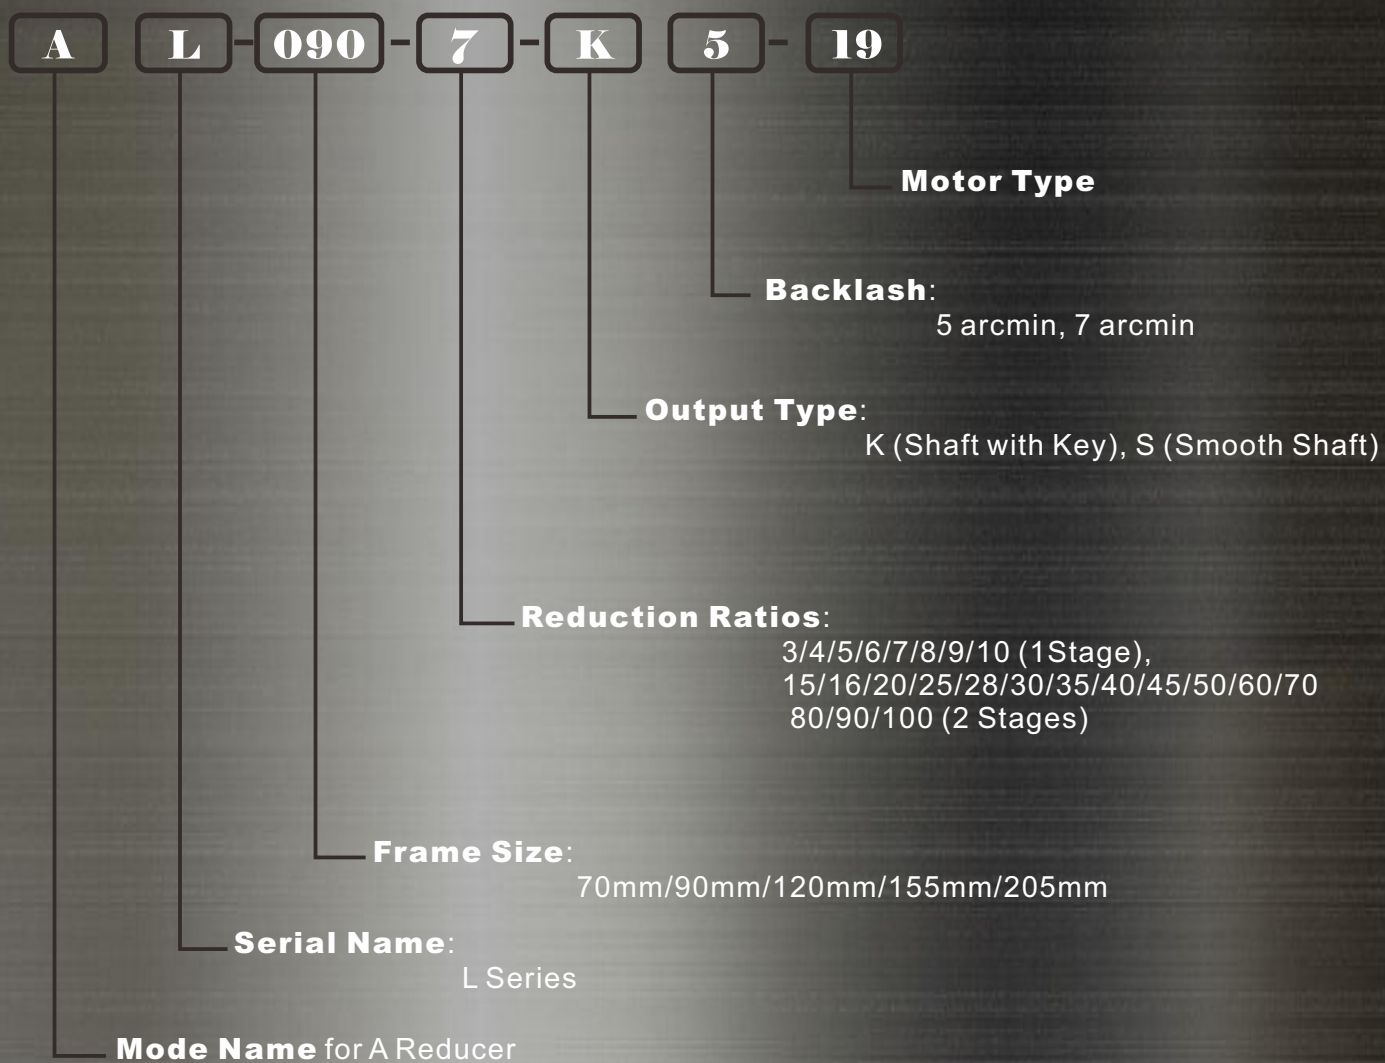 A L-090-7-K 5-19
Motor Type
Backlash:
5 arcmin, 7 arcmin
Output Type:
K (Shaft with Key), S (Smooth Shaft)
Reduction Ratios:
3/4/5/6/7/8/9/10 (1Stage),
15/16/20/25/28/30/35/40/45/50/60/70
80/90/100 (2 Stages)
Frame Size:
70mm/90mm/120mm/155mm/205mm
Serial Name:
L Series
Mode Name for A Reducer